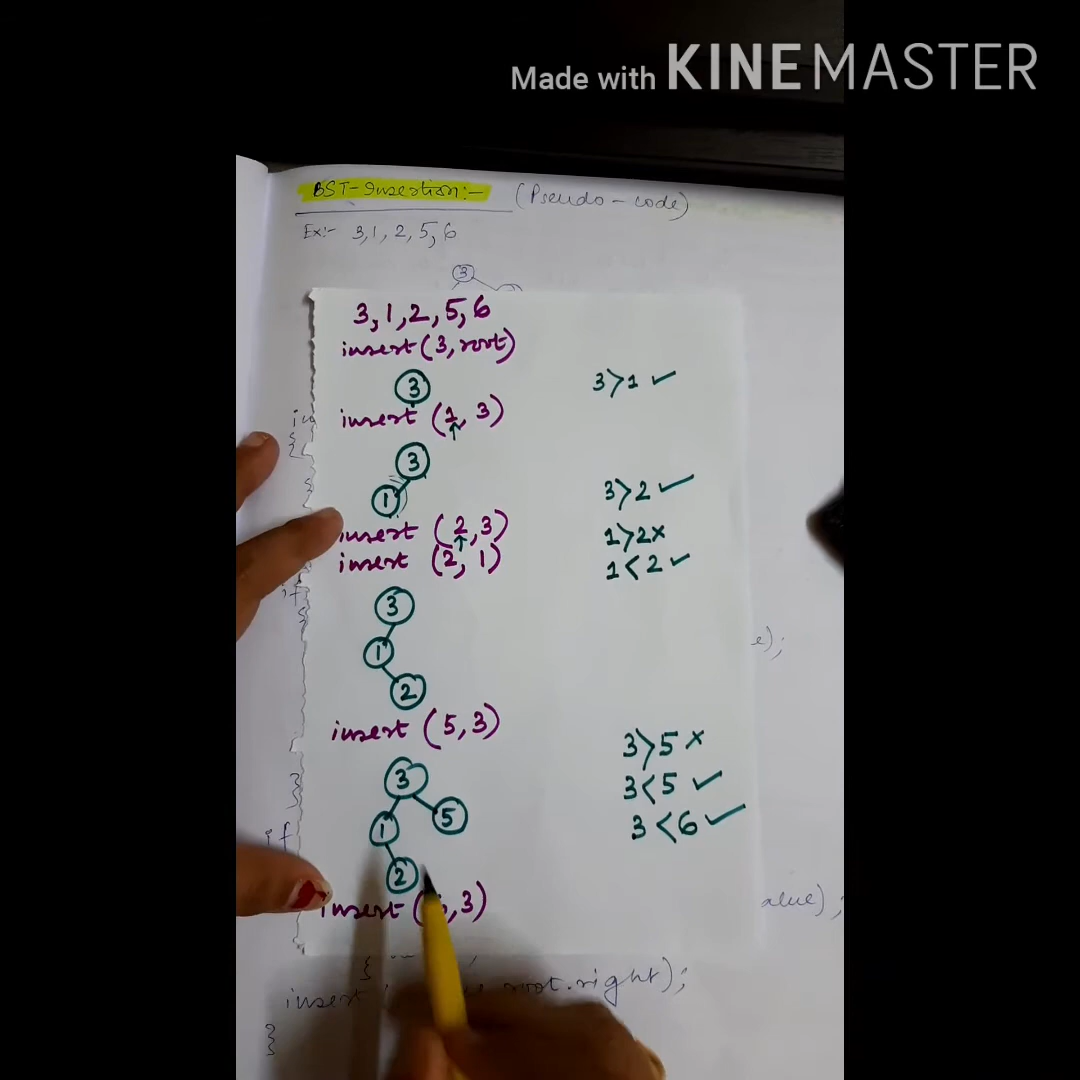 Made with KINEMASTER
BST-Insertion:- (Pseudo-code)
Ex:- 3,1,2,5,6
3
3,1,2,5,6
insert(3,root)
3
3>1 ✓
insert (1, 3)
3
1
3>2 ✓
insert (2,3)
1>2 ×
insert (2, 1)
1<2 ✓
3
1
2
insert (5,3)
3>5 ×
3
3<5 ✓
5
3<6 ✓
1
2
insert ( ,3)
if
insert root.right);
}